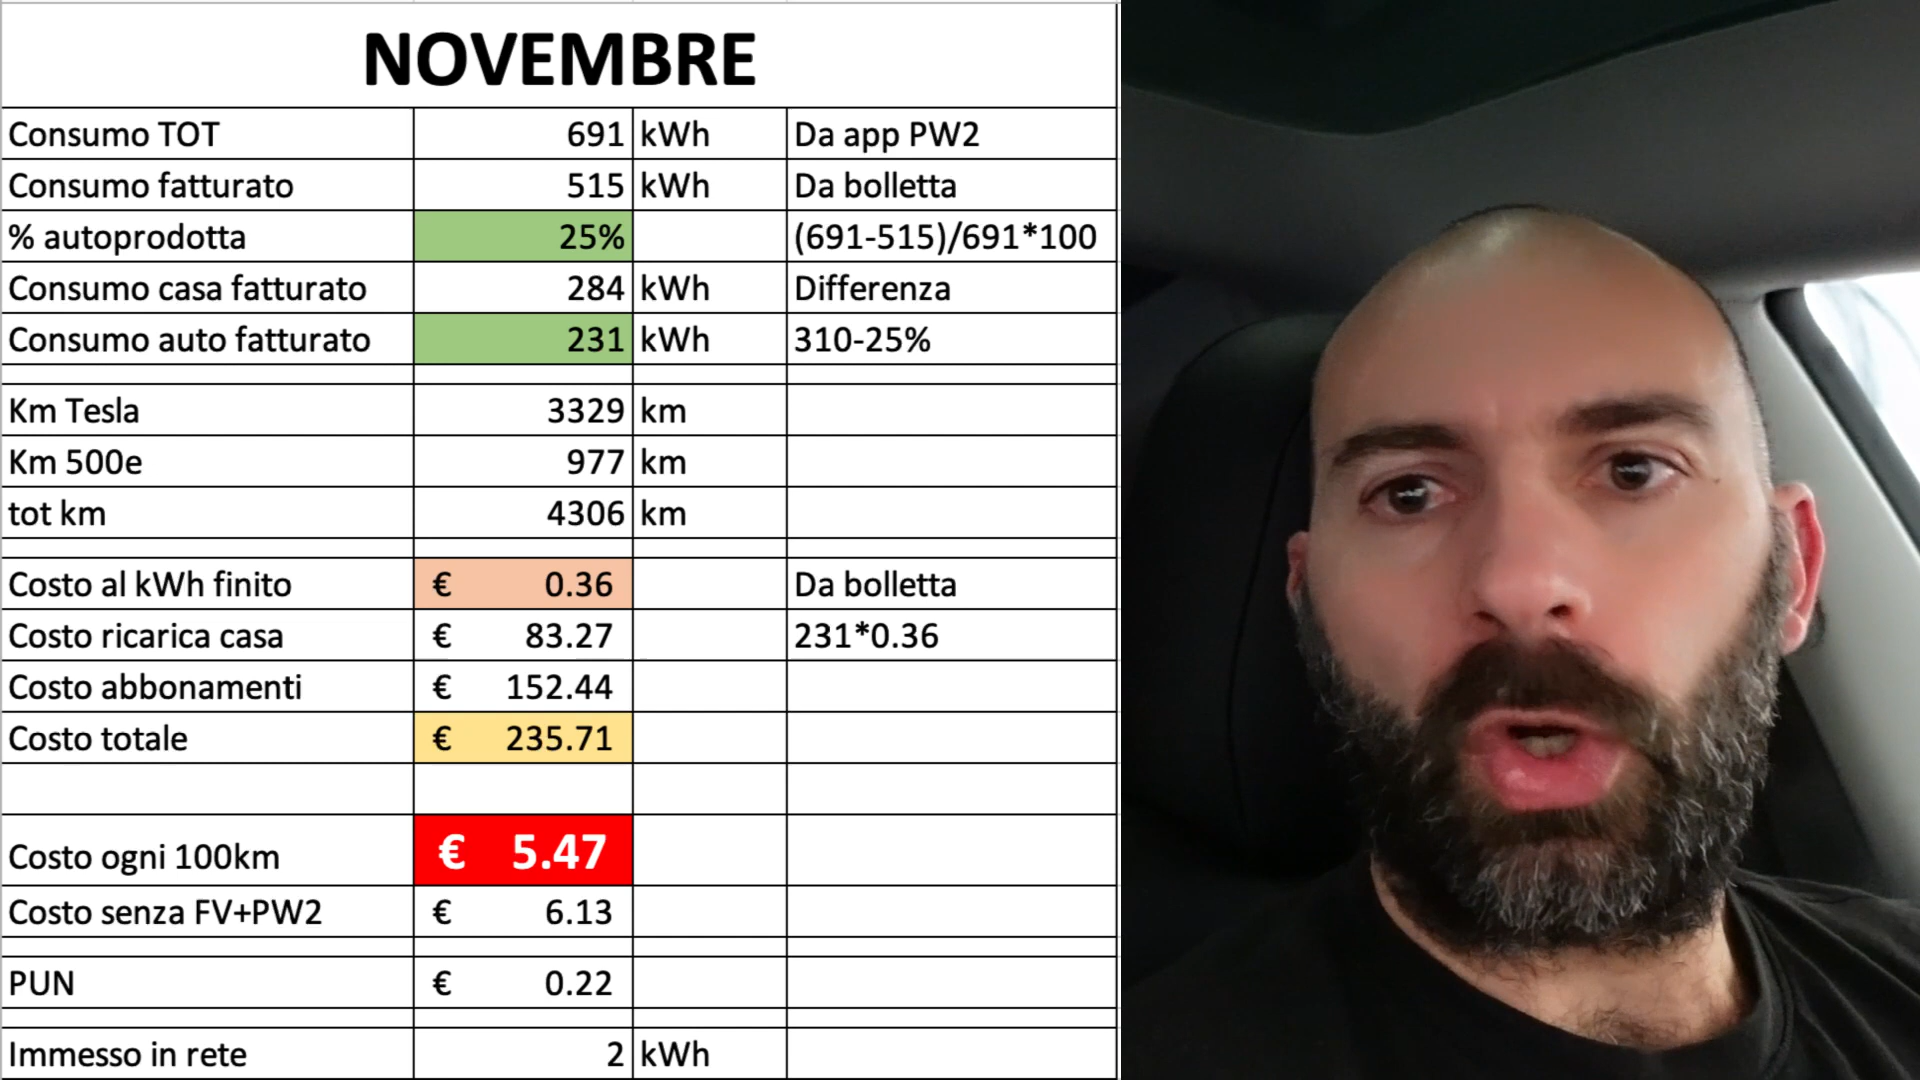 NOVEMBRE
Consumo TOT 691 kWh Da app PW2
Consumo fatturato 515 kWh Da bolletta
% autoprodotta 25% (691-515)/691*100
Consumo casa fatturato 284 kWh Differenza
Consumo auto fatturato 231 kWh 310-25%
Km Tesla 3329 km
Km 500e 977 km
tot km 4306 km
Costo al kWh finito € 0.36 Da bolletta
Costo ricarica casa € 83.27 231*0.36
Costo abbonamenti € 152.44
Costo totale € 235.71
Costo ogni 100km € 5.47
Costo senza FV+PW2 € 6.13
PUN € 0.22
Immesso in rete 2 kWh